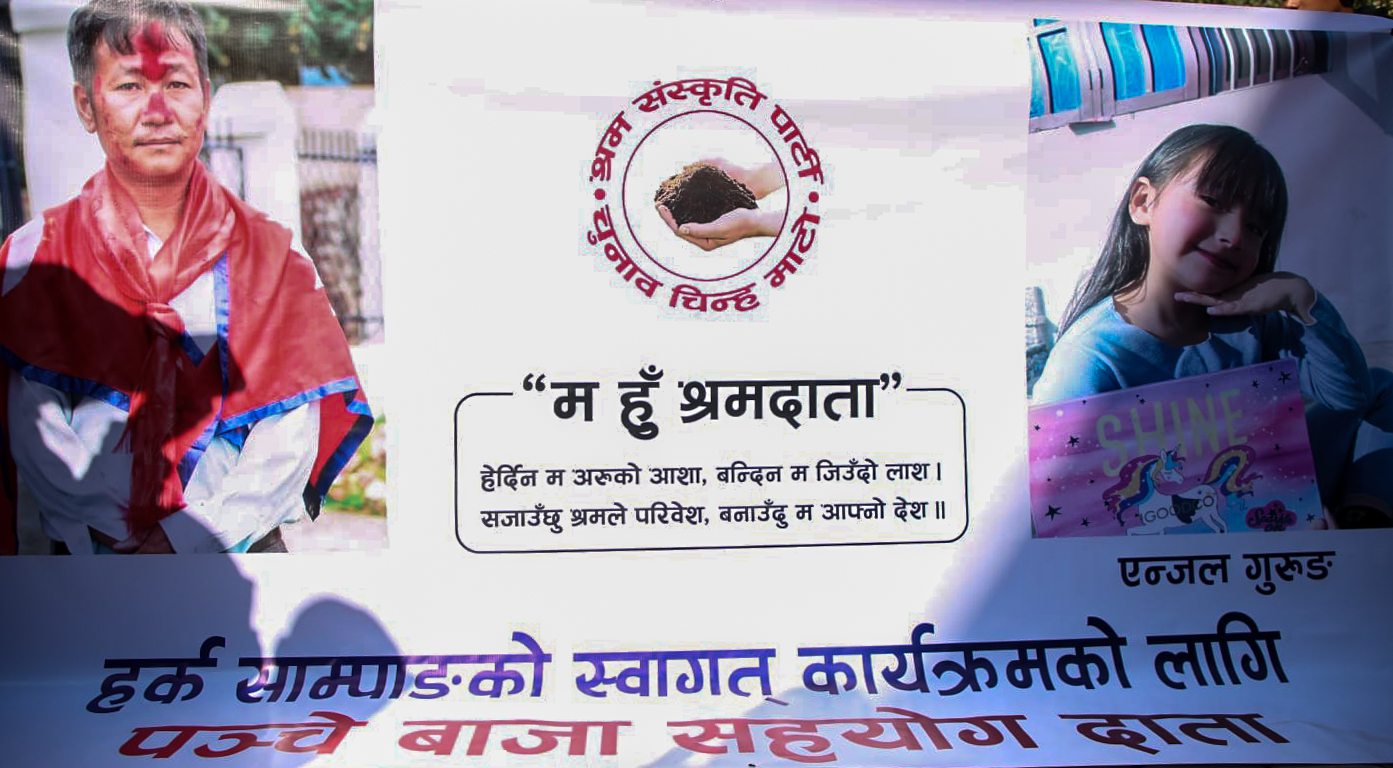 श्रम संस्कृति पार्टी
चुनाव चिन्ह माटो
“म हुँ श्रमदाता”
हेर्दिन म अरूको आशा, बन्दिन म जिउँदो लाश ।
सजाउँछु श्रमले परिवेश, बनाउँदु म आफ्नो देश ॥
SHINE
एन्जल गुरूङ
हर्क साम्पाङको स्वागत् कार्यक्रमको लागि
पञ्चे बाजा सहयोग दाता